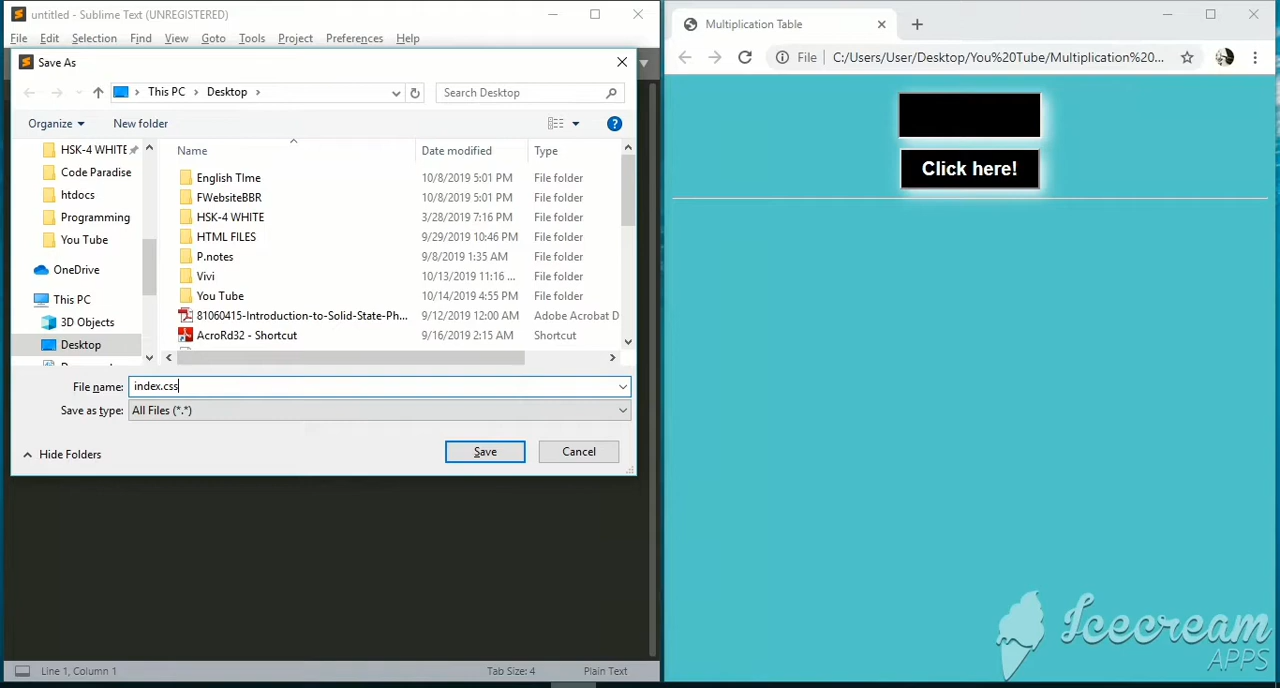 untitled - Sublime Text (UNREGISTERED)
File Edit Selection Find View Goto Tools Project Preferences Help
Save As
This PC Desktop
Search Desktop
Organize New folder
HSK-4 WHITE
Code Paradise
htdocs
Programming
You Tube
OneDrive
This PC
3D Objects
Desktop
Name Date modified Type
English TIme 10/8/2019 5:01 PM File folder
FWebsiteBBR 10/8/2019 5:01 PM File folder
HSK-4 WHITE 3/28/2019 7:16 PM File folder
HTML FILES 9/29/2019 10:46 PM File folder
P.notes 9/8/2019 1:35 AM File folder
Vivi 10/13/2019 11:16 ... File folder
You Tube 10/14/2019 4:55 PM File folder
81060415-Introduction-to-Solid-State-Ph... 9/12/2019 12:00 AM Adobe Acrobat D
AcroRd32 - Shortcut 9/16/2019 2:15 AM Shortcut
File name: index.css
Save as type: All Files (*.*)
Hide Folders
Save Cancel
Line 1, Column 1 Tab Size: 4 Plain Text
Multiplication Table
File C:/Users/User/Desktop/You%20Tube/Multiplication%20...
Click here!
Icecream
APPS